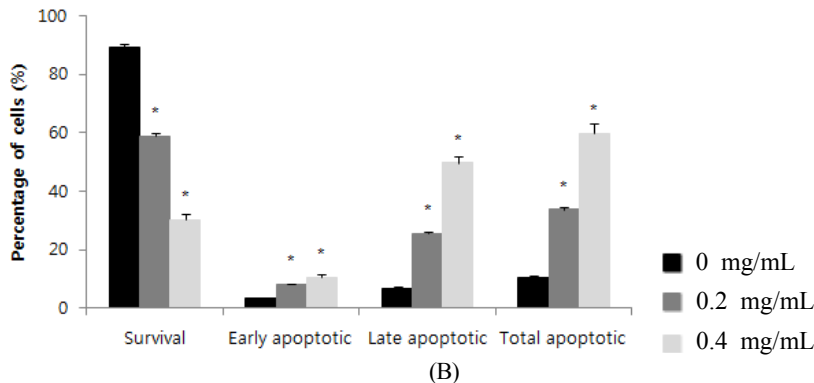 100
80
60
40
20
0
Percentage of cells (%)
*
*
*
*
*
*
*
*
Survival
Early apoptotic
Late apoptotic
Total apoptotic
0 mg/mL
0.2 mg/mL
0.4 mg/mL
(B)